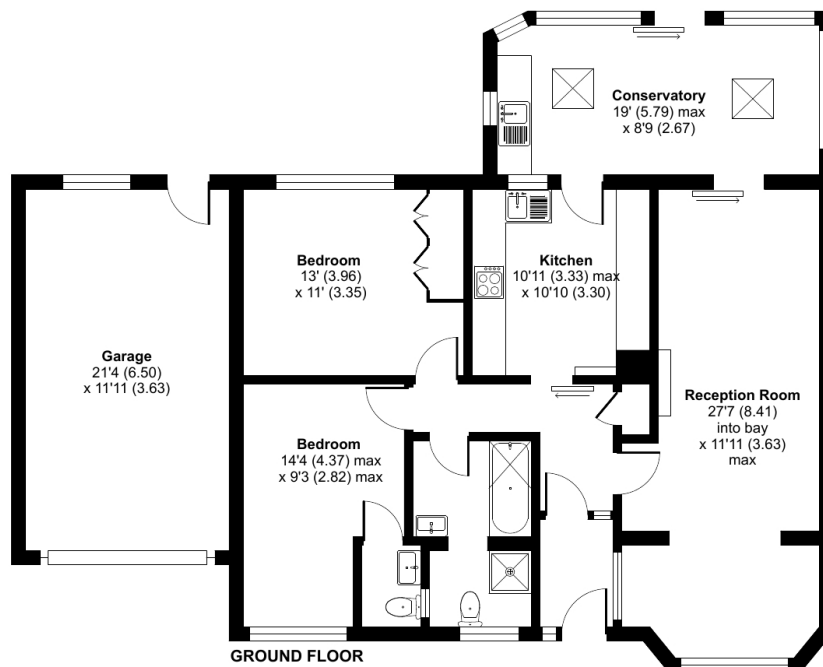 Conservatory
19' (5.79) max
x 8'9 (2.67)
Bedroom
13' (3.96)
x 11' (3.35)
Kitchen
10'11 (3.33) max
x 10'10 (3.30)
Garage
21'4 (6.50)
x 11'11 (3.63)
Reception Room
27'7 (8.41)
into bay
x 11'11 (3.63)
max
Bedroom
14'4 (4.37) max
x 9'3 (2.82) max
GROUND FLOOR